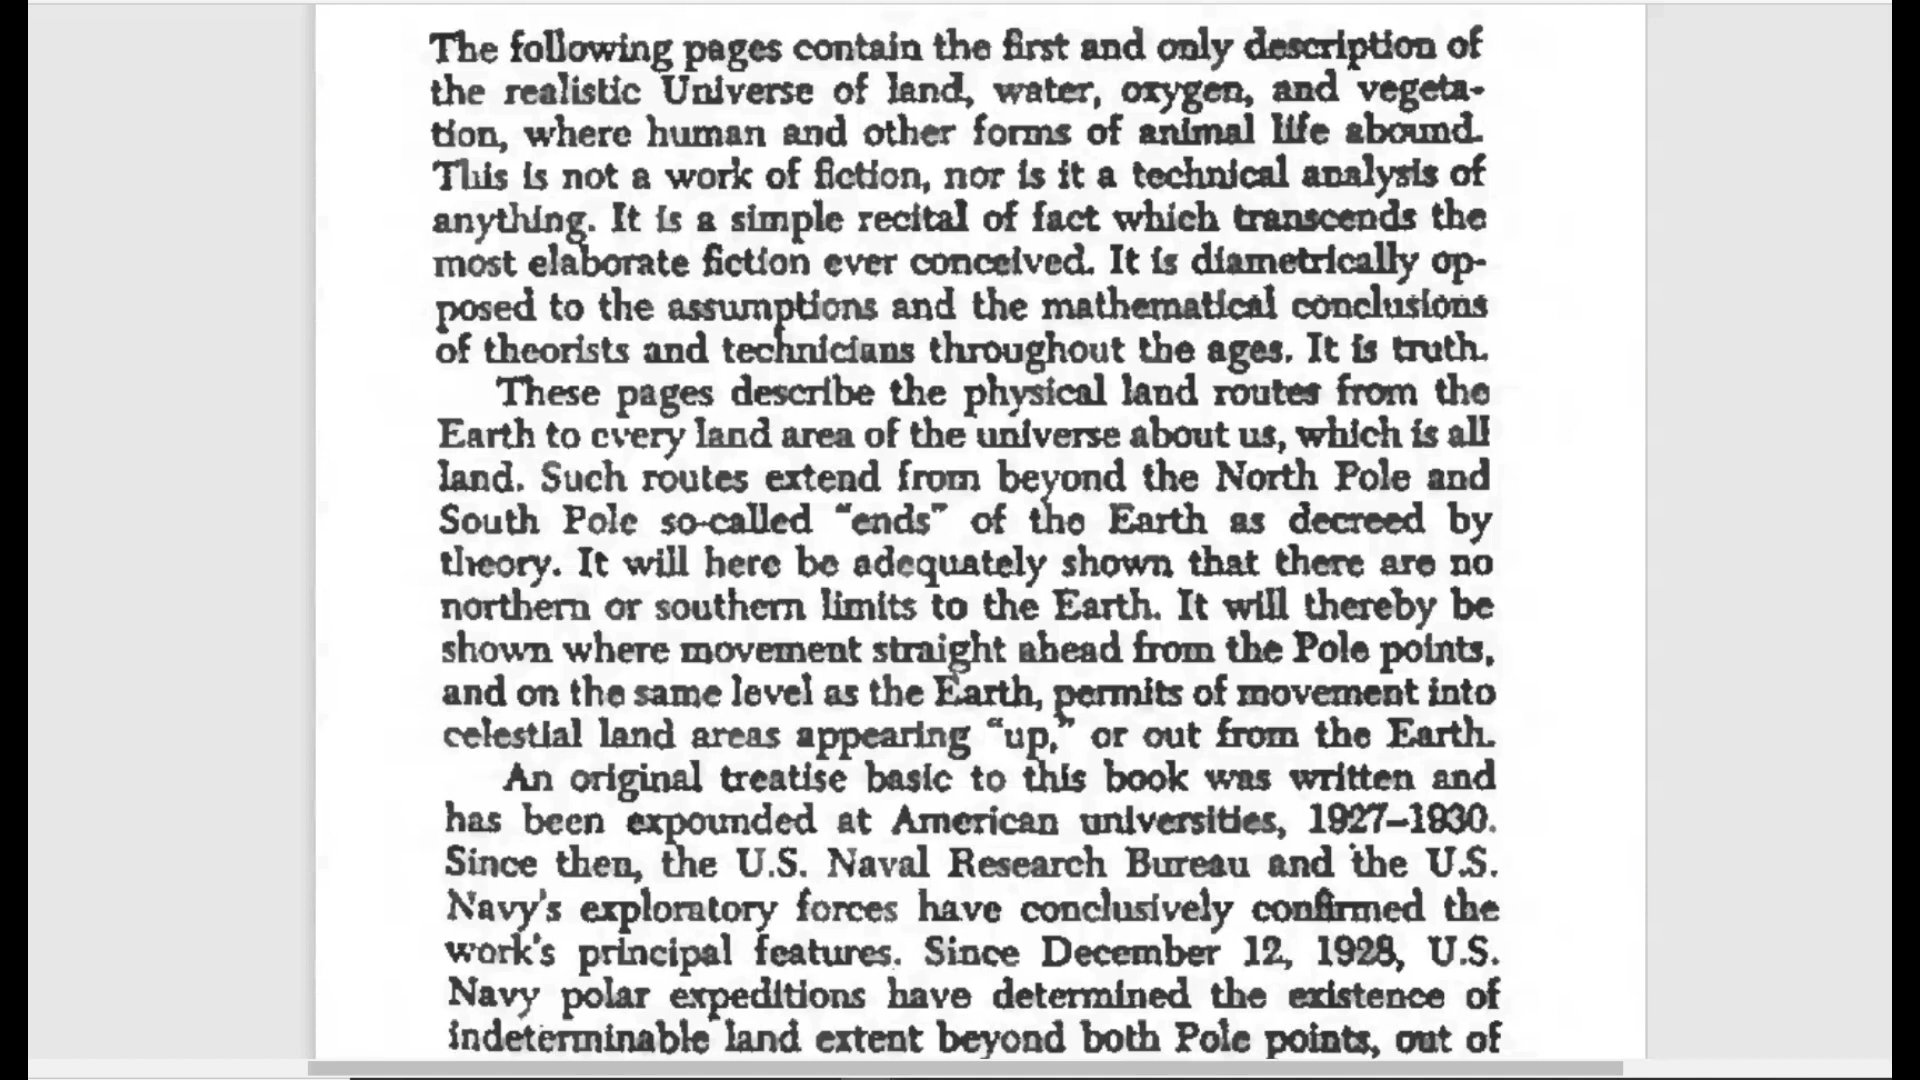 The following pages contain the first and only description of
the realistic Universe of land, water, oxygen, and vegeta-
tion, where human and other forms of animal life abound.
This is not a work of fiction, nor is it a technical analysis of
anything. It is a simple recital of fact which transcends the
most elaborate fiction ever conceived. It is diametrically op-
posed to the assumptions and the mathematical conclusions
of theorists and technicians throughout the ages. It is truth.
These pages describe the physical land routes from the
Earth to every land area of the universe about us, which is all
land. Such routes extend from beyond the North Pole and
South Pole so-called “ends” of the Earth as decreed by
theory. It will here be adequately shown that there are no
northern or southern limits to the Earth. It will thereby be
shown where movement straight ahead from the Pole points,
and on the same level as the Earth, permits of movement into
celestial land areas appearing “up,” or out from the Earth.
An original treatise basic to this book was written and
has been expounded at American universities, 1927–1930.
Since then, the U.S. Naval Research Bureau and the U.S.
Navy's exploratory forces have conclusively confirmed the
work's principal features. Since December 12, 1928, U.S.
Navy polar expeditions have determined the existence of
indeterminable land extent beyond both Pole points, out of